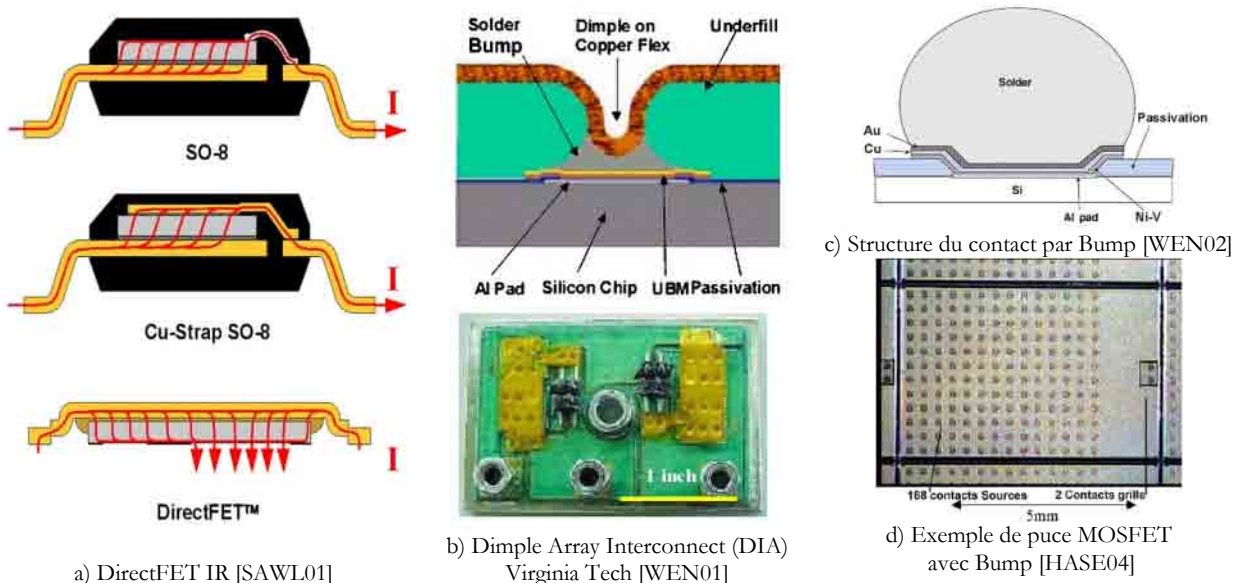 I
SO-8
I
Cu-Strap SO-8
I
DirectFET™
a) DirectFET IR [SAWL01]
Solder Bump
Dimple on Copper Flex
Underfill
Al Pad
Silicon Chip
UBM
Passivation
1 inch
b) Dimple Array Interconnect (DIA)
Virginia Tech [WEN01]
Solder
Au
Cu
Passivation
Si
Al pad
Ni-V
c) Structure du contact par Bump [WEN02]
168 contacts Sources
2 Contacts grille
5mm
d) Exemple de puce MOSFET
avec Bump [HASE04]